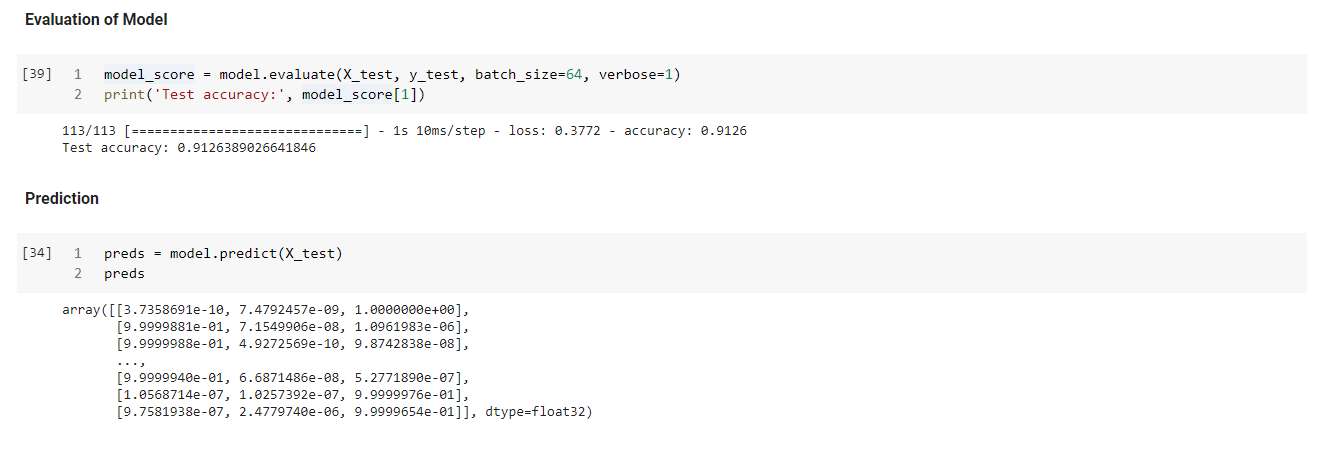 Evaluation of Model
[39] 1 model_score = model.evaluate(X_test, y_test, batch_size=64, verbose=1)
2 print('Test accuracy:', model_score[1])
113/113 [==============================] - 1s 10ms/step - loss: 0.3772 - accuracy: 0.9126
Test accuracy: 0.9126389026641846
Prediction
[34] 1 preds = model.predict(X_test)
2 preds
array([[3.7358691e-10, 7.4792457e-09, 1.0000000e+00],
[9.9999881e-01, 7.1549906e-08, 1.0961983e-06],
[9.9999988e-01, 4.9272569e-10, 9.8742838e-08],
...,
[9.9999940e-01, 6.6871486e-08, 5.2771890e-07],
[1.0568714e-07, 1.0257392e-07, 9.9999976e-01],
[9.7581938e-07, 2.4779740e-06, 9.9999654e-01]], dtype=float32)